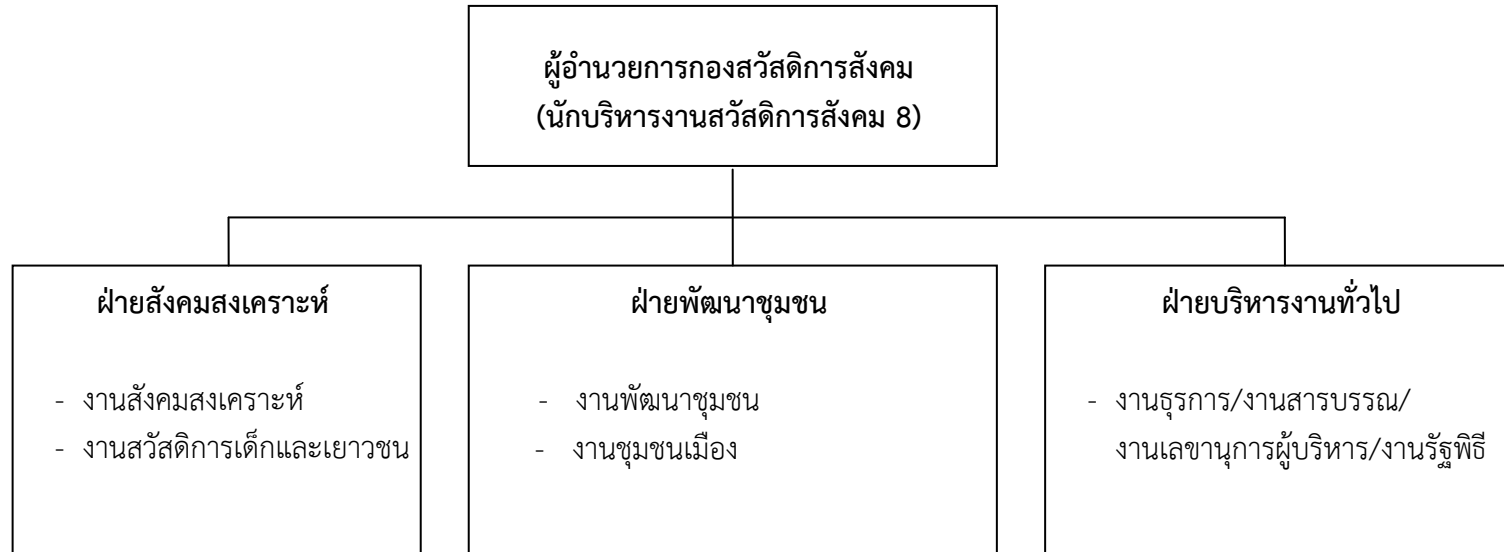 ผู้อำนวยการกองสวัสดิการสังคม
(นักบริหารงานสวัสดิการสังคม 8)
ฝ่ายสังคมสงเคราะห์
- งานสังคมสงเคราะห์
- งานสวัสดิการเด็กและเยาวชน
ฝ่ายพัฒนาชุมชน
- งานพัฒนาชุมชน
- งานชุมชนเมือง
ฝ่ายบริหารงานทั่วไป
- งานธุรการ/งานสารบรรณ/
งานเลขานุการผู้บริหาร/งานรัฐพิธี